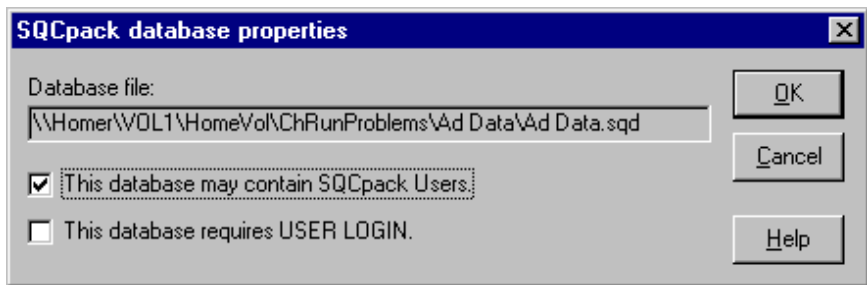 SQCpack database properties
Database file:
\\Homer\VOL1\HomeVol\ChRunProblems\Ad Data\Ad Data.sqd
This database may contain SQCpack Users.
This database requires USER LOGIN.
OK
Cancel
Help